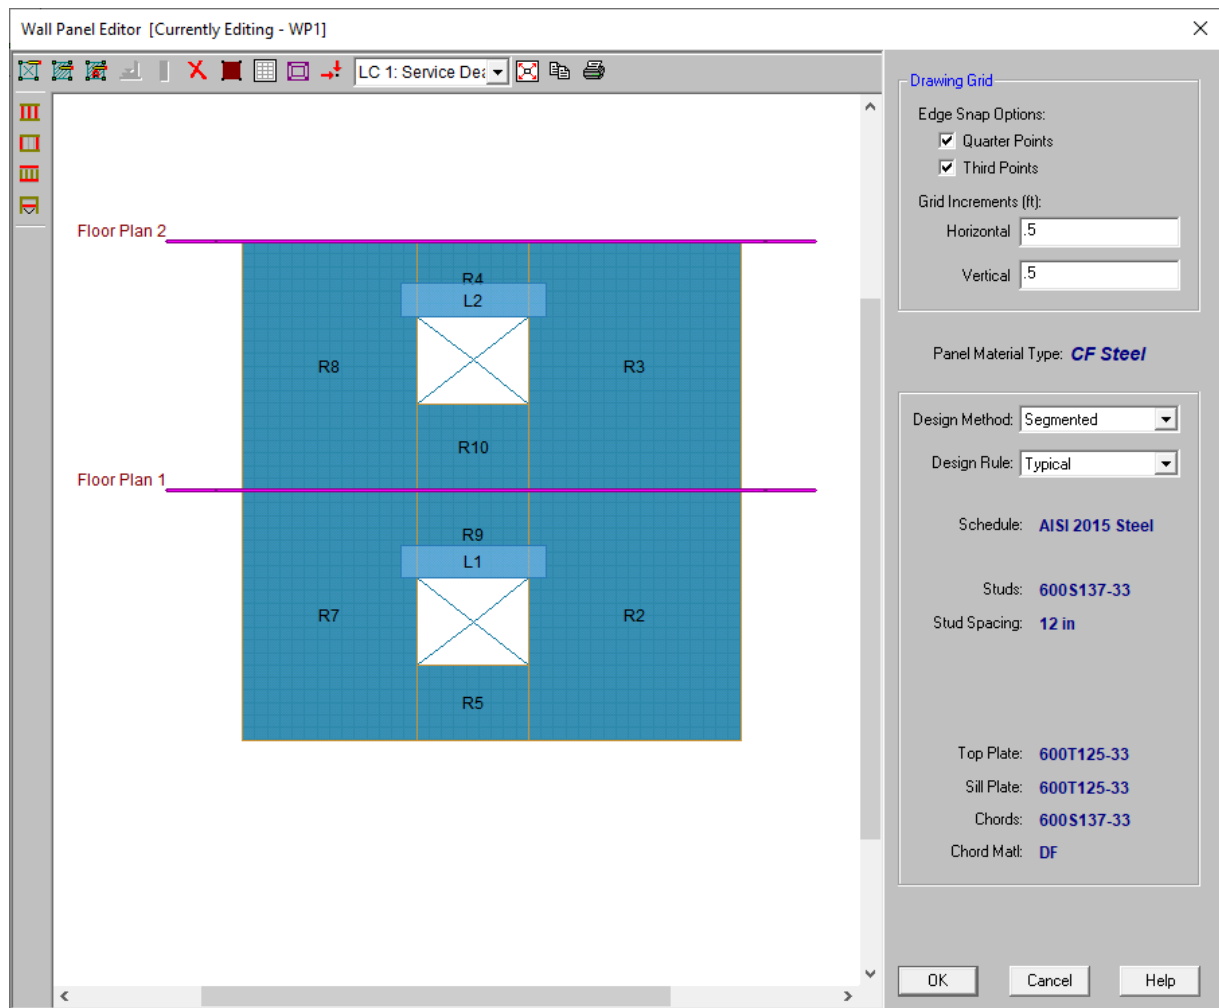 Wall Panel Editor [Currently Editing - WP1]
LC 1: Service Dea
Floor Plan 2
R4
L2
R8
R3
R10
Floor Plan 1
R9
L1
R7
R2
R5
Drawing Grid
Edge Snap Options:
Quarter Points
Third Points
Grid Increments (ft):
Horizontal .5
Vertical .5
Panel Material Type: CF Steel
Design Method: Segmented
Design Rule: Typical
Schedule: AISI 2015 Steel
Studs: 600S137-33
Stud Spacing: 12 in
Top Plate: 600T125-33
Sill Plate: 600T125-33
Chords: 600S137-33
Chord Matl: DF
OK
Cancel
Help